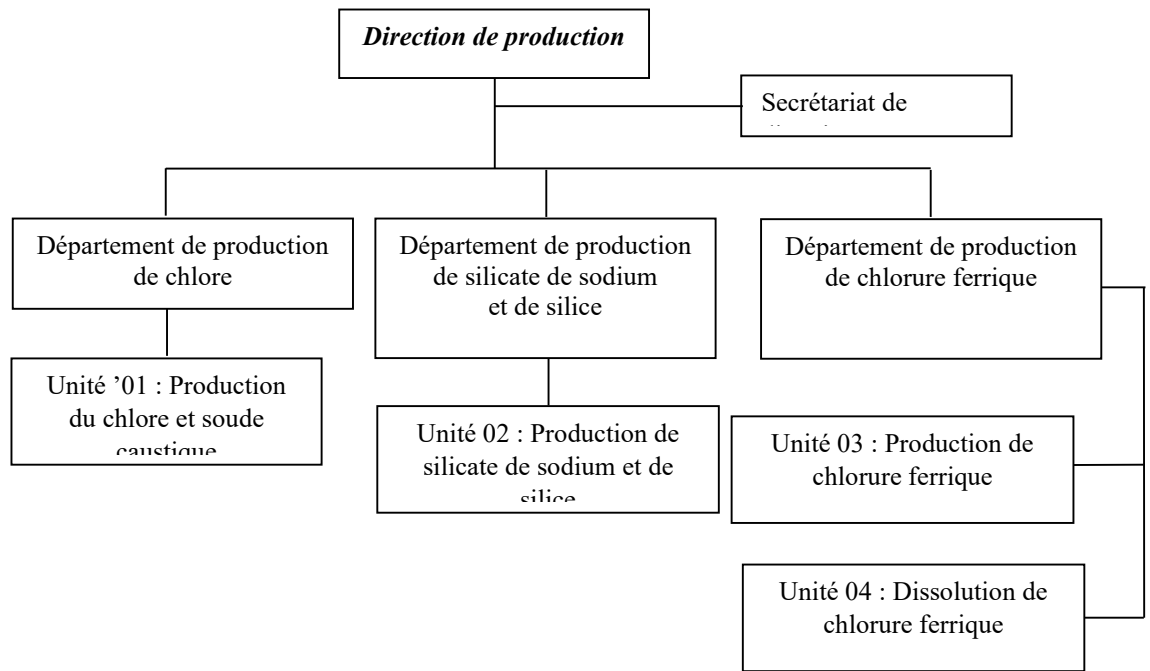 Direction de production
Secrétariat de
Département de production
de chlore
Département de production
de silicate de sodium
et de silice
Département de production
de chlorure ferrique
Unité ’01 : Production
du chlore et soude
caustique
Unité 02 : Production de
silicate de sodium et de
silice
Unité 03 : Production de
chlorure ferrique
Unité 04 : Dissolution de
chlorure ferrique